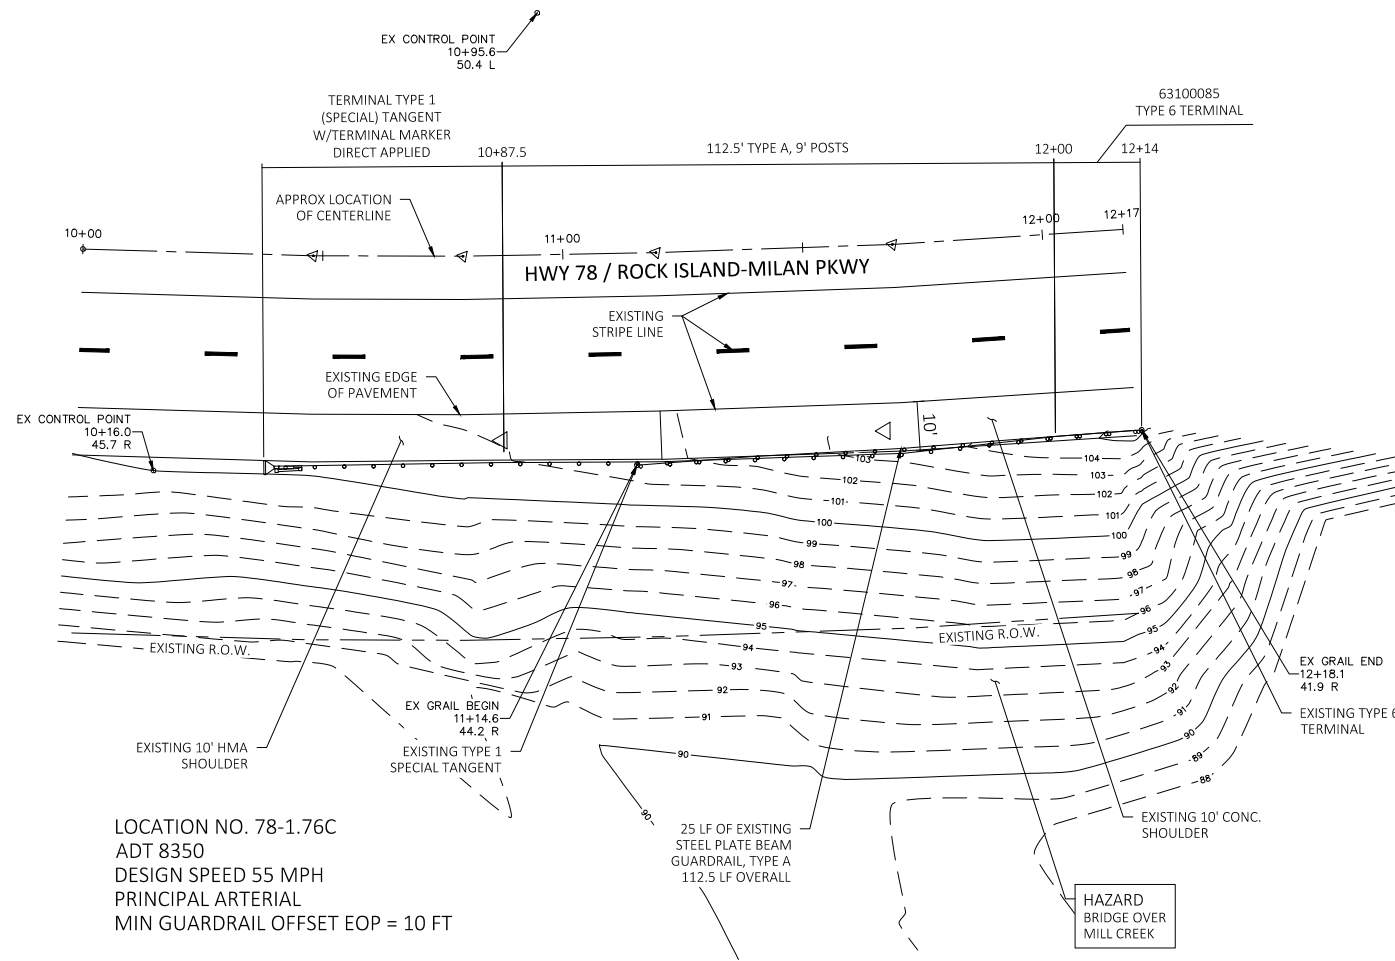 EX CONTROL POINT
10+95.6
50.4 L
TERMINAL TYPE 1
(SPECIAL) TANGENT
W/TERMINAL MARKER
DIRECT APPLIED
10+87.5
112.5' TYPE A, 9' POSTS
12+00
12+14
63100085
TYPE 6 TERMINAL
APPROX LOCATION
OF CENTERLINE
10+00
11+00
12+00
12+17
HWY 78 / ROCK ISLAND-MILAN PKWY
EXISTING
STRIPE LINE
EXISTING EDGE
OF PAVEMENT
EX CONTROL POINT
10+16.0
45.7 R
10'
103
102
101
100
99
98
97
96
95
94
93
92
91
90
90
104
103
102
101
100
99
98
97
96
95
94
93
92
91
90
89
88
EXISTING R.O.W.
EXISTING R.O.W.
EX GRAIL BEGIN
11+14.6
44.2 R
EXISTING TYPE 1
SPECIAL TANGENT
EX GRAIL END
12+18.1
41.9 R
EXISTING TYPE 6
TERMINAL
EXISTING 10' HMA
SHOULDER
25 LF OF EXISTING
STEEL PLATE BEAM
GUARDRAIL, TYPE A
112.5 LF OVERALL
EXISTING 10' CONC.
SHOULDER
HAZARD
BRIDGE OVER
MILL CREEK
LOCATION NO. 78-1.76C
ADT 8350
DESIGN SPEED 55 MPH
PRINCIPAL ARTERIAL
MIN GUARDRAIL OFFSET EOP = 10 FT